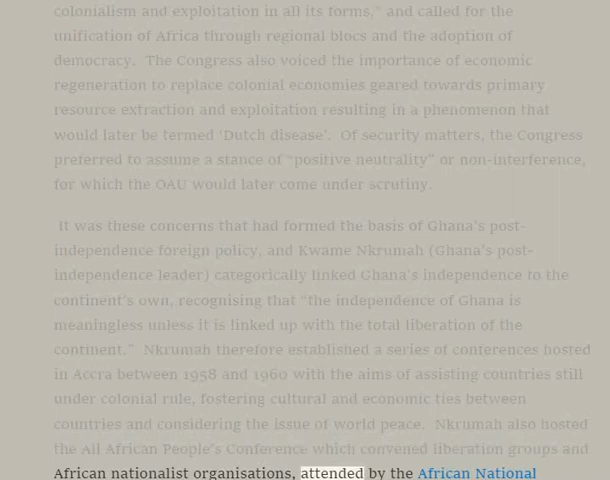 colonialism and exploitation in all its forms," and called for the
unification of Africa through regional blocs and the adoption of
democracy.  The Congress also voiced the importance of economic
regeneration to replace colonial economies geared towards primary
resource extraction and exploitation resulting in a phenomenon that
would later be termed 'Dutch disease'.  Of security matters, the Congress
preferred to assume a stance of "positive neutrality" or non-interference,
for which the OAU would later come under scrutiny.
It was these concerns that had formed the basis of Ghana's post-
independence foreign policy, and Kwame Nkrumah (Ghana's post-
independence leader) categorically linked Ghana's independence to the
continent's own, recognising that "the independence of Ghana is
meaningless unless it is linked up with the total liberation of the
continent."  Nkrumah therefore established a series of conferences hosted
in Accra between 1958 and 1960 with the aims of assisting countries still
under colonial rule, fostering cultural and economic ties between
countries and considering the issue of world peace.  Nkrumah also hosted
the All African People's Conference which convened liberation groups and
African nationalist organisations, attended by the African National